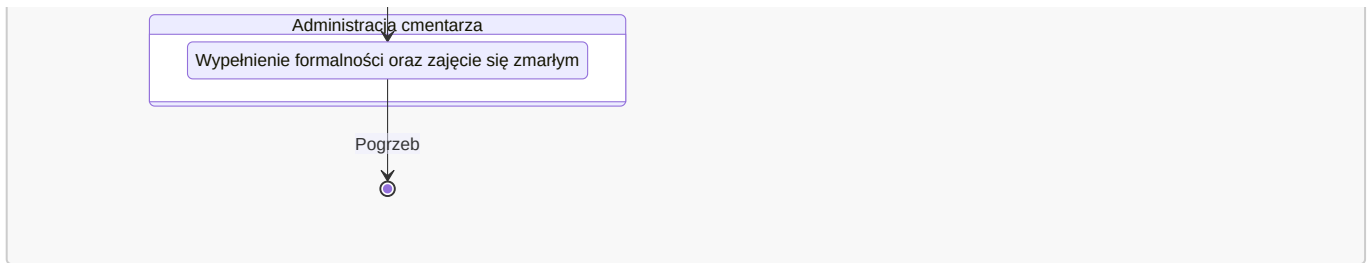 Administracja cmentarza
Wypełnienie formalności oraz zajęcie się zmarłym
Pogrzeb